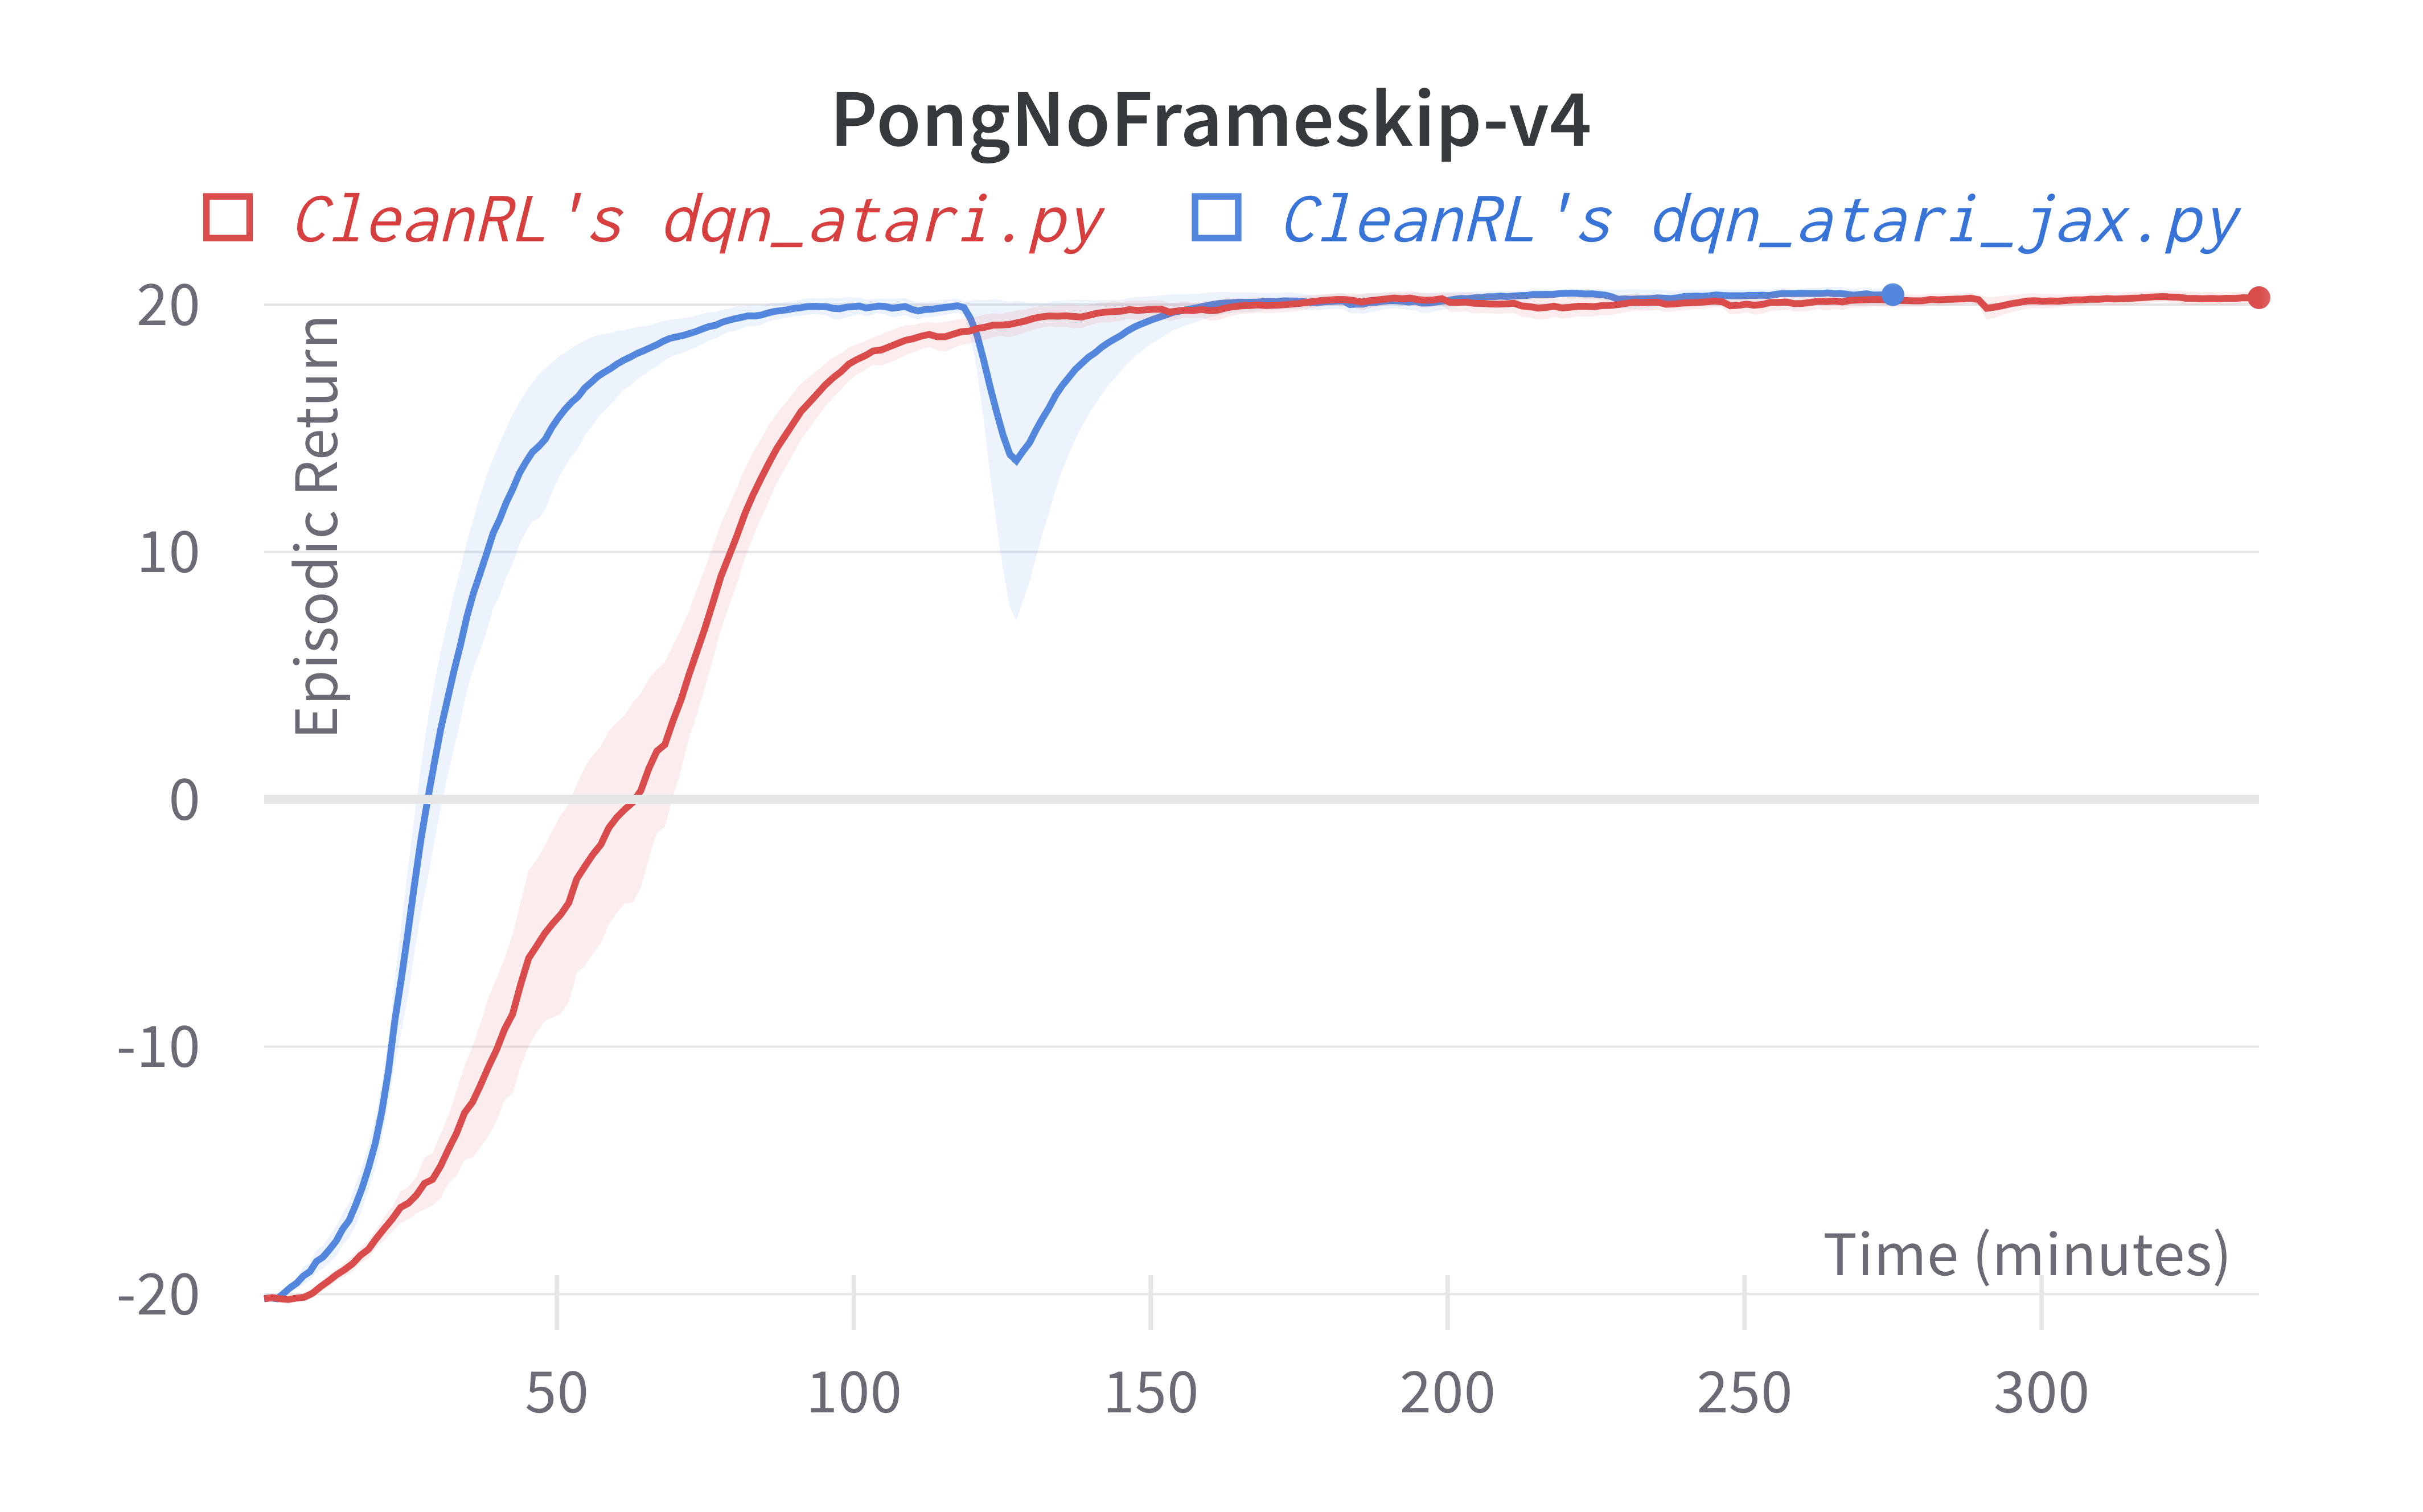 PongNoFrameskip-v4
CleanRL's dqn_atari.py CleanRL's dqn_atari_jax.py
Episodic Return
20
10
0
-10
-20
Time (minutes)
50 100 150 200 250 300